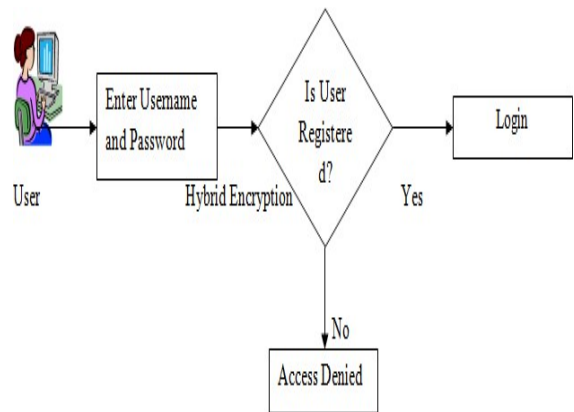 Enter Username
and Password
Is User
Registere
d?
Login
User
Hybrid Encryption
Yes
No
Access Denied